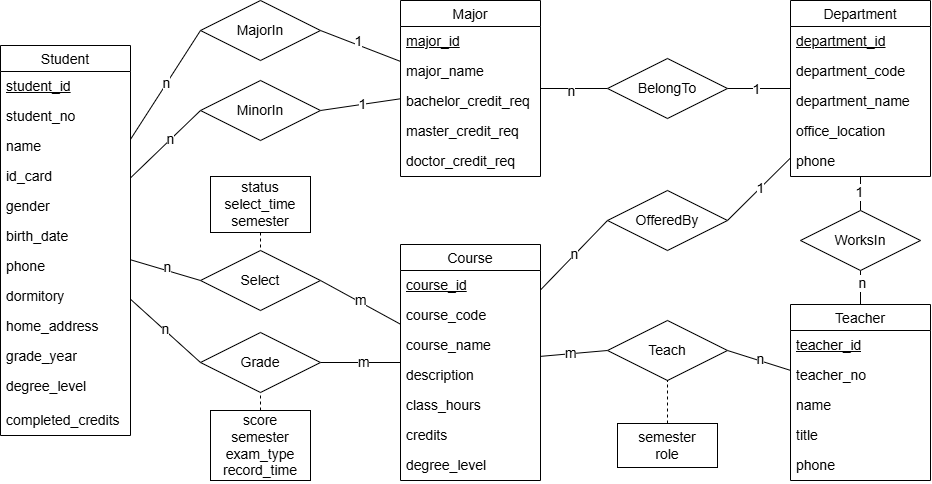 Student
student_id
student_no
name
id_card
gender
birth_date
phone
dormitory
home_address
grade_year
degree_level
completed_credits
n
MajorIn
1
n
MinorIn
1
Major
major_id
major_name
bachelor_credit_req
master_credit_req
doctor_credit_req
n
BelongTo
1
Department
department_id
department_code
department_name
office_location
phone
status
select_time
semester
n
Select
m
n
Grade
m
score
semester
exam_type
record_time
Course
course_id
course_code
course_name
description
class_hours
credits
degree_level
n
OfferedBy
1
1
WorksIn
n
m
Teach
n
semester
role
Teacher
teacher_id
teacher_no
name
title
phone